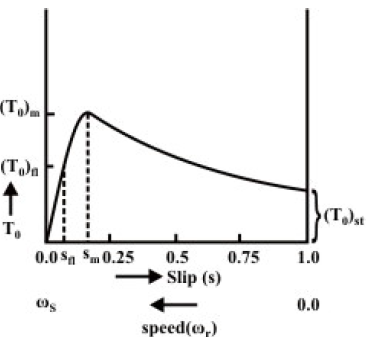 (T₀)ₘ
(T₀)fl
T₀
(T₀)st
0.0 sfl sₘ 0.25 0.5 0.75 1.0
Slip (s)
ωS 0.0
speed(ωr)